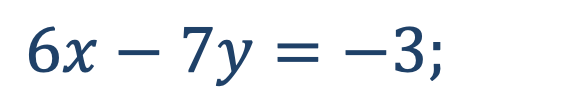 6𝑥 − 7𝑦 = −3;